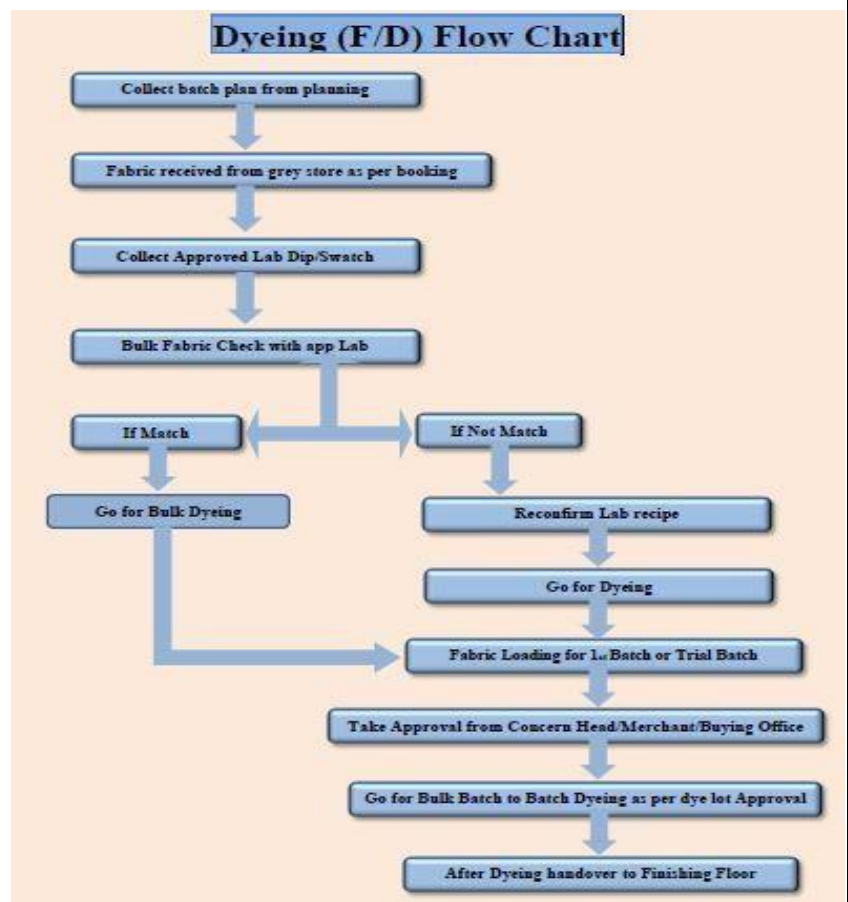 Dyeing (F/D) Flow Chart
Collect batch plan from planning
Fabric received from grey store as per booking
Collect Approved Lab Dip/Swatch
Bulk Fabric Check with app Lab
If Match
If Not Match
Go for Bulk Dyeing
Reconfirm Lab recipe
Go for Dyeing
Fabric Loading for 1st Batch or Trial Batch
Take Approval from Concern Head/Merchant/Buying Office
Go for Bulk Batch to Batch Dyeing as per dye lot Approval
After Dyeing handover to Finishing Floor